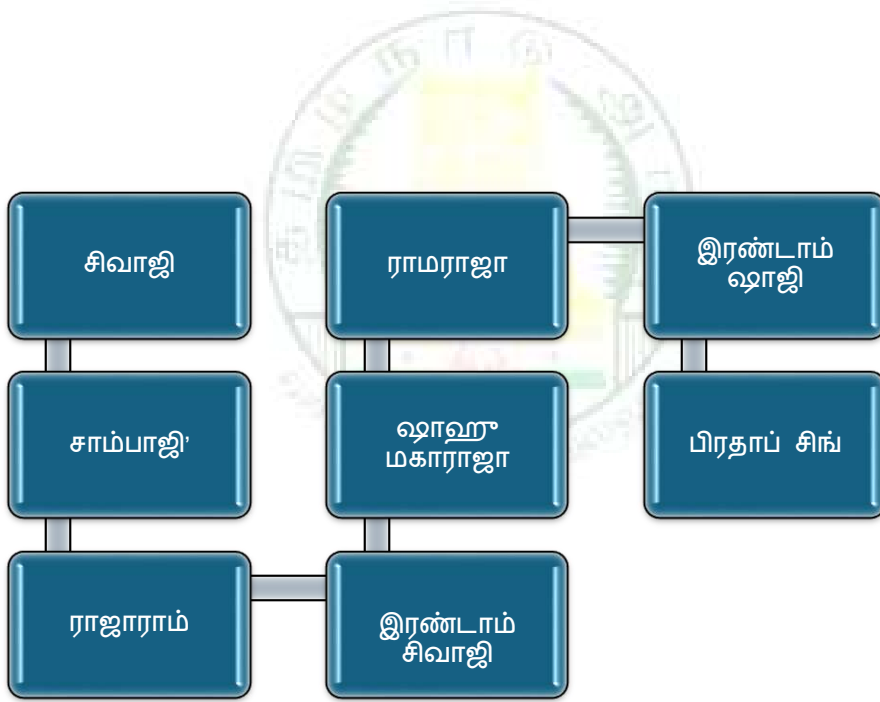 சிவாஜி
சாம்பாஜி’
ராஜாராம்
இரண்டாம்
சிவாஜி
ஷாஹு
மகாராஜா
ராமராஜா
இரண்டாம்
ஷாஜி
பிரதாப் சிங்